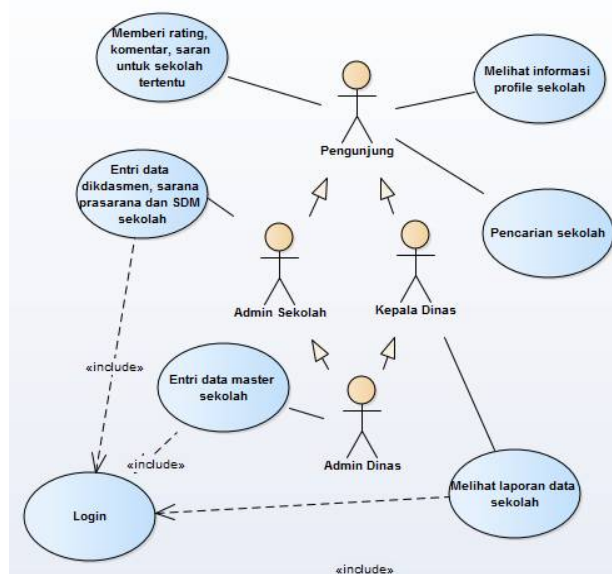 Memberi rating,
komentar, saran
untuk sekolah
tertentu
Melihat informasi
profile sekolah
Pengunjung
Entri data
dikdasmen, sarana
prasarana dan SDM
sekolah
Pencarian sekolah
Admin Sekolah
Kepala Dinas
«include»
Entri data master
sekolah
«include»
Admin Dinas
Login
Melihat laporan data
sekolah
«include»